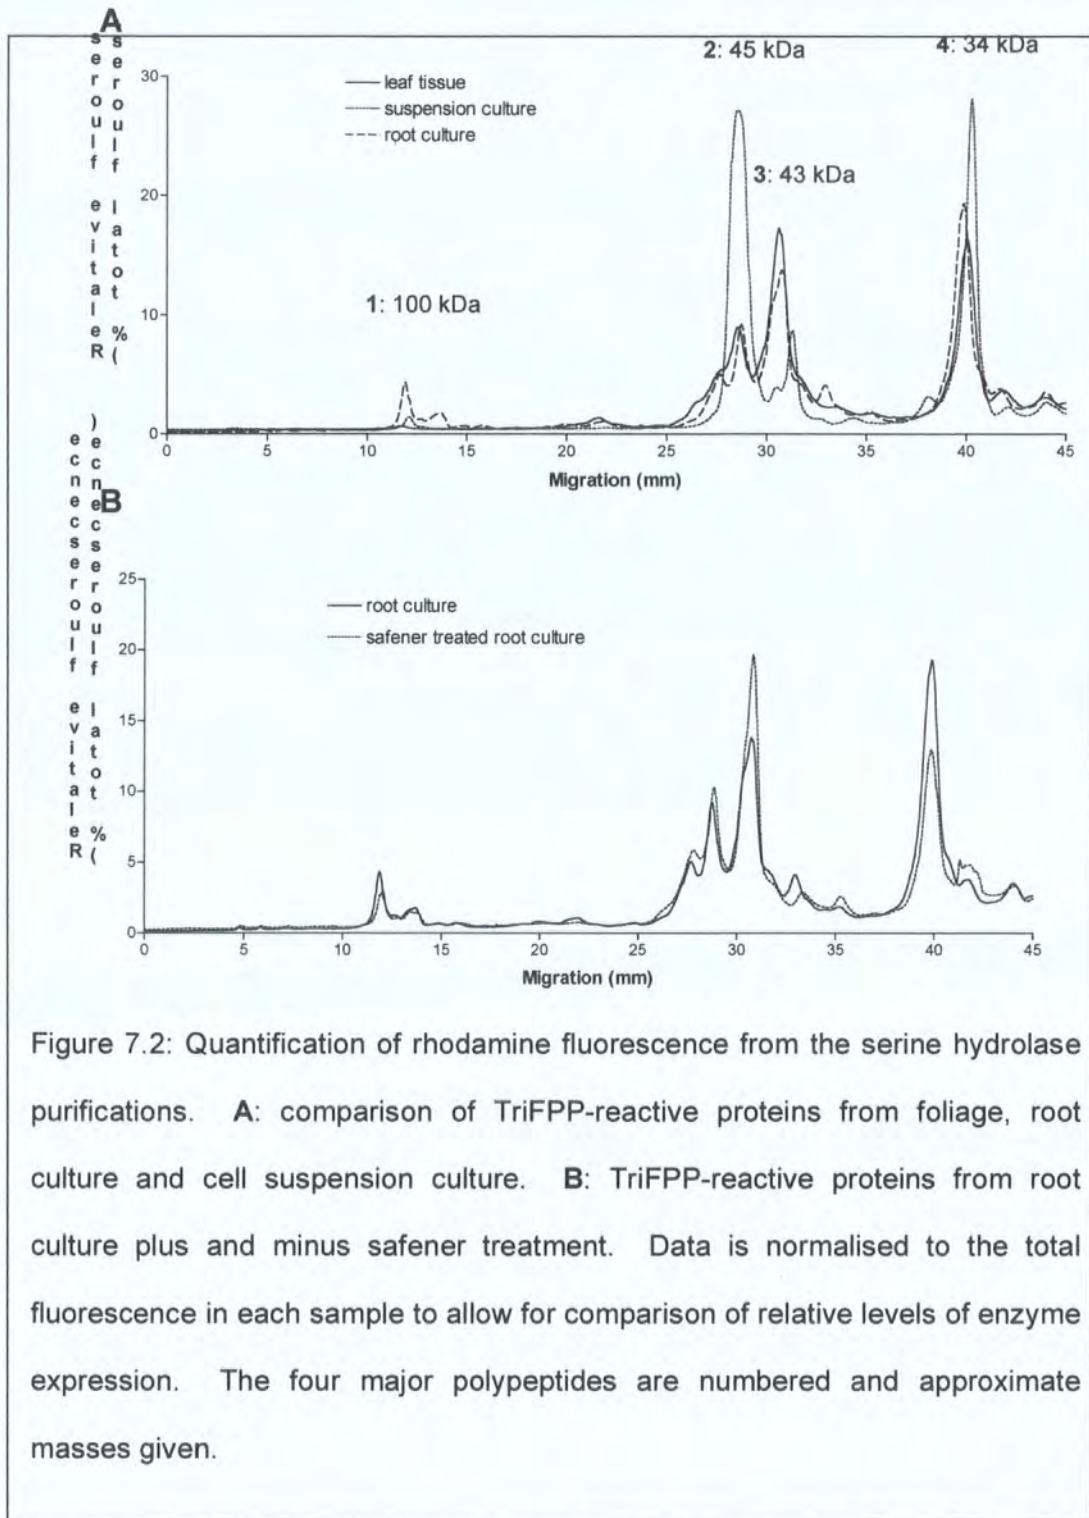 A
2: 45 kDa
4: 34 kDa
30
leaf tissue
suspension culture
root culture
20
3: 43 kDa
1: 100 kDa
10
0
0 5 10 15 20 25 30 35 40 45
Migration (mm)
Relative fluorescence
(% total fluorescence)
B
25
root culture
safener treated root culture
20
15
10
5
0
0 5 10 15 20 25 30 35 40 45
Migration (mm)
Relative fluorescence
(% total fluorescence)
Figure 7.2: Quantification of rhodamine fluorescence from the serine hydrolase
purifications. A: comparison of TriFPP-reactive proteins from foliage, root
culture and cell suspension culture. B: TriFPP-reactive proteins from root
culture plus and minus safener treatment. Data is normalised to the total
fluorescence in each sample to allow for comparison of relative levels of enzyme
expression. The four major polypeptides are numbered and approximate
masses given.